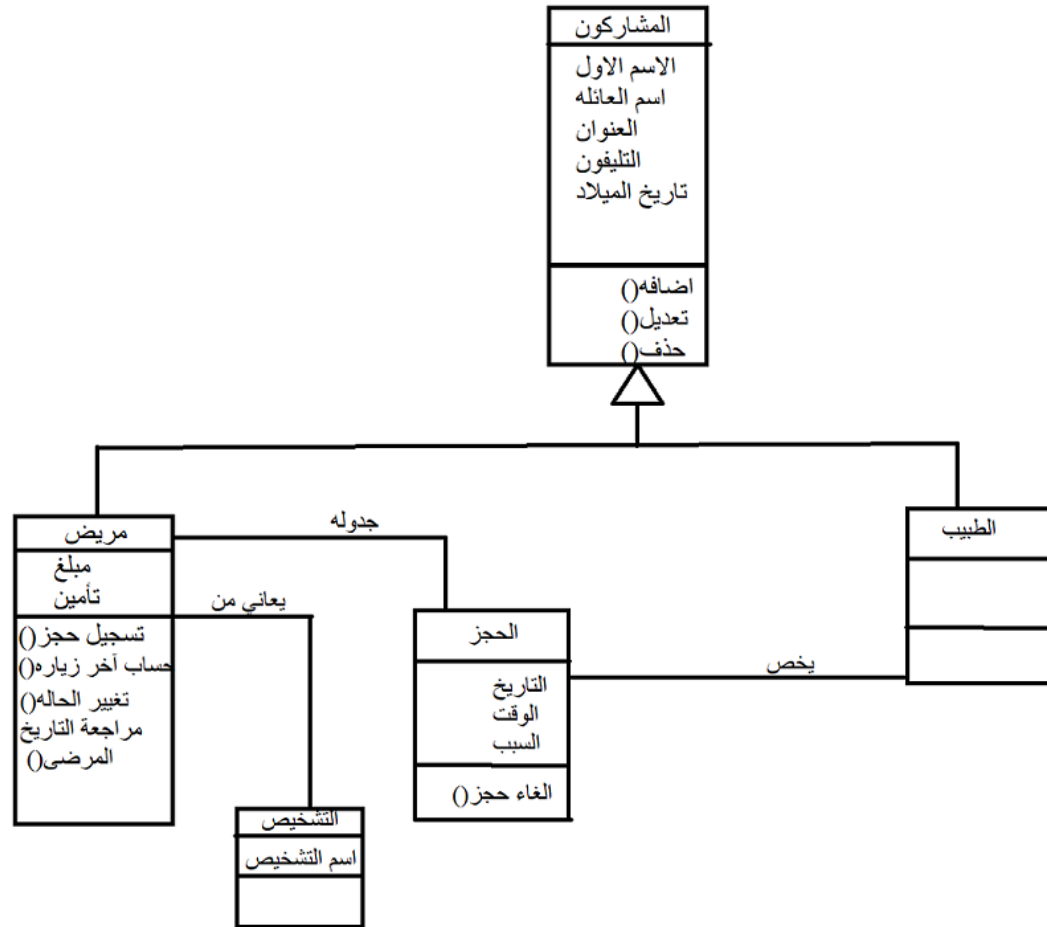 المشاركون
الاسم الاول
اسم العائله
العنوان
التليفون
تاريخ الميلاد
اضافه()
تعديل()
حذف()
الطبيب
مريض
مبلغ
تأمين
تسجيل حجز()
حساب آخر زياره()
تغيير الحاله()
مراجعة التاريخ
المرضى()
جدوله
يعاني من
الحجز
التاريخ
الوقت
السبب
الغاء حجز()
يخص
التشخيص
اسم التشخيص